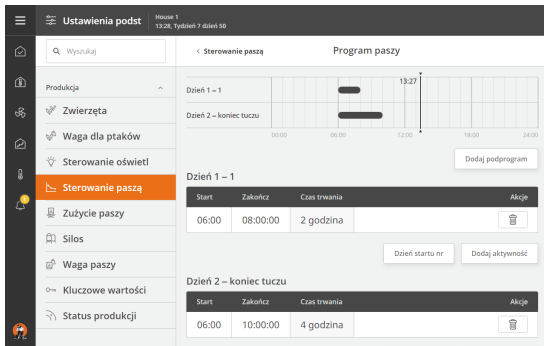 Ustawienia podst
House 1
13:28, Tydzień 7 dzień 50
Wyszukaj
Produkcja
Zwierzęta
Waga dla ptaków
Sterowanie oświetl
Sterowanie paszą
Zużycie paszy
Silos
Waga paszy
Kluczowe wartości
Status produkcji
< Sterowanie paszą
Program paszy
13:27
Dzień 1 – 1
Dzień 2 – koniec tuczu
00:00 06:00 12:00 18:00 24:00
Dodaj podprogram
Dzień 1 – 1
Start Zakończ Czas trwania Akcje
06:00 08:00:00 2 godzina
Dzień startu nr Dodaj aktywność
Dzień 2 – koniec tuczu
Start Zakończ Czas trwania Akcje
06:00 10:00:00 4 godzina